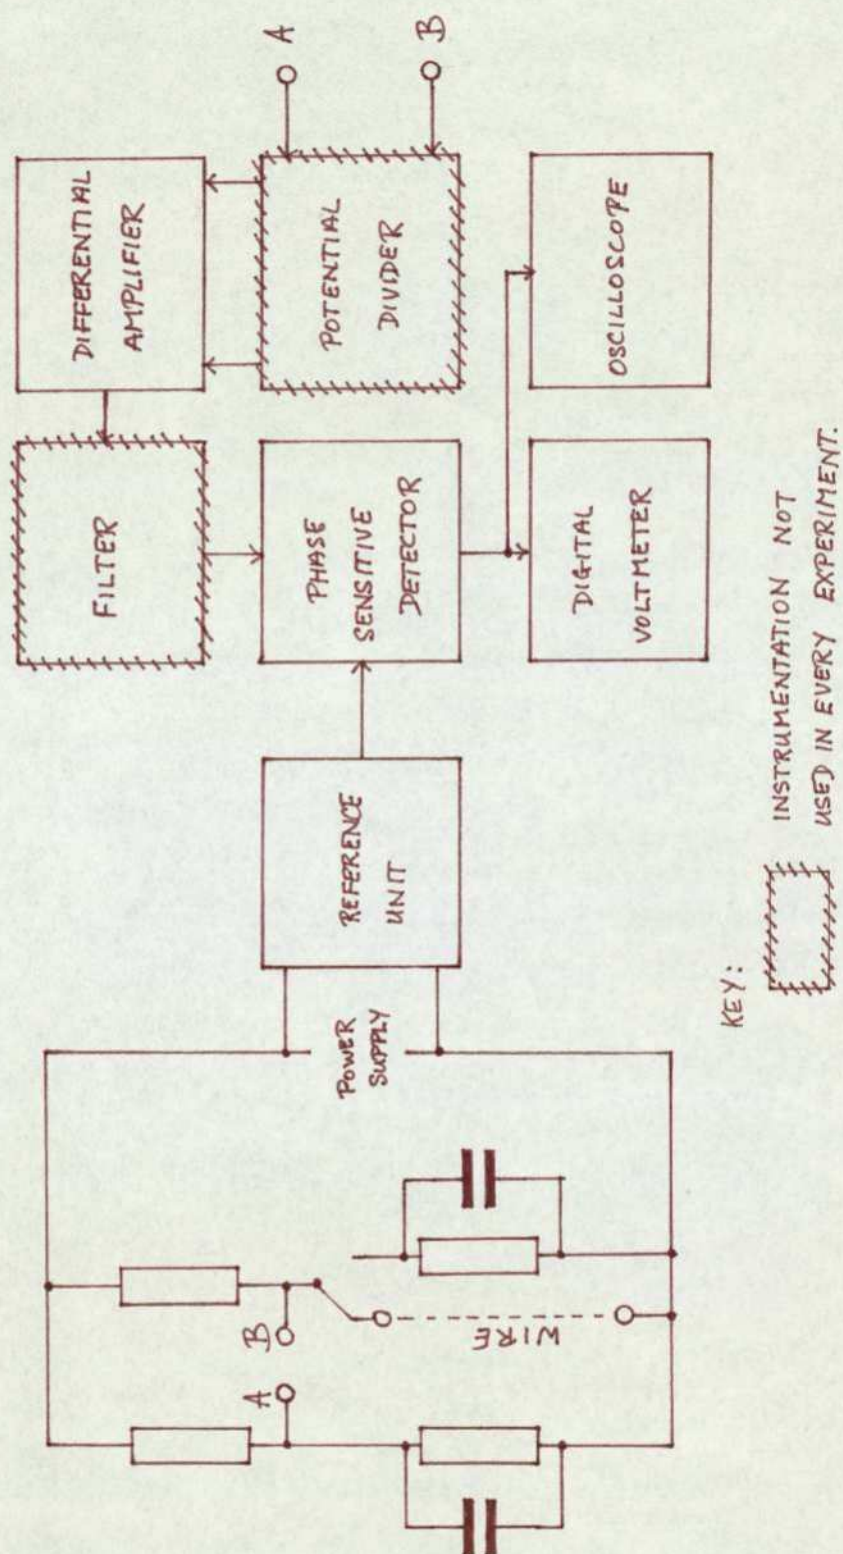 DIFFERENTIAL
AMPLIFIER
A
B
POTENTIAL
DIVIDER
FILTER
PHASE
SENSITIVE
DETECTOR
OSCILLOSCOPE
DIGITAL
VOLTMETER
REFERENCE
UNIT
POWER
SUPPLY
A
B
WIRE
KEY:
INSTRUMENTATION NOT
USED IN EVERY EXPERIMENT.